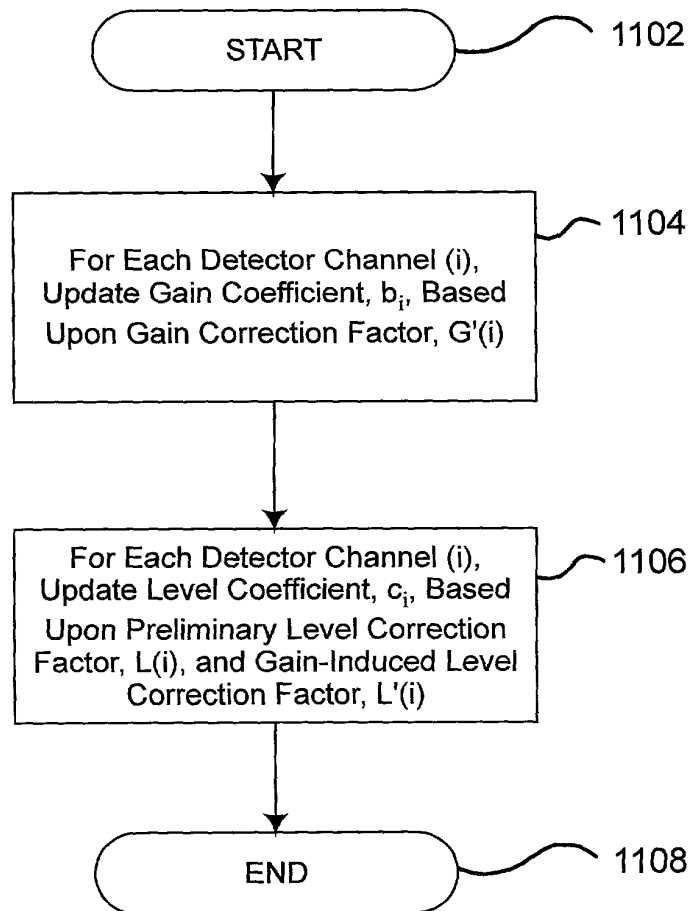 START
1102
For Each Detector Channel (i),
Update Gain Coefficient, bᵢ, Based
Upon Gain Correction Factor, G'(i)
1104
For Each Detector Channel (i),
Update Level Coefficient, cᵢ, Based
Upon Preliminary Level Correction
Factor, L(i), and Gain-Induced Level
Correction Factor, L'(i)
1106
END
1108